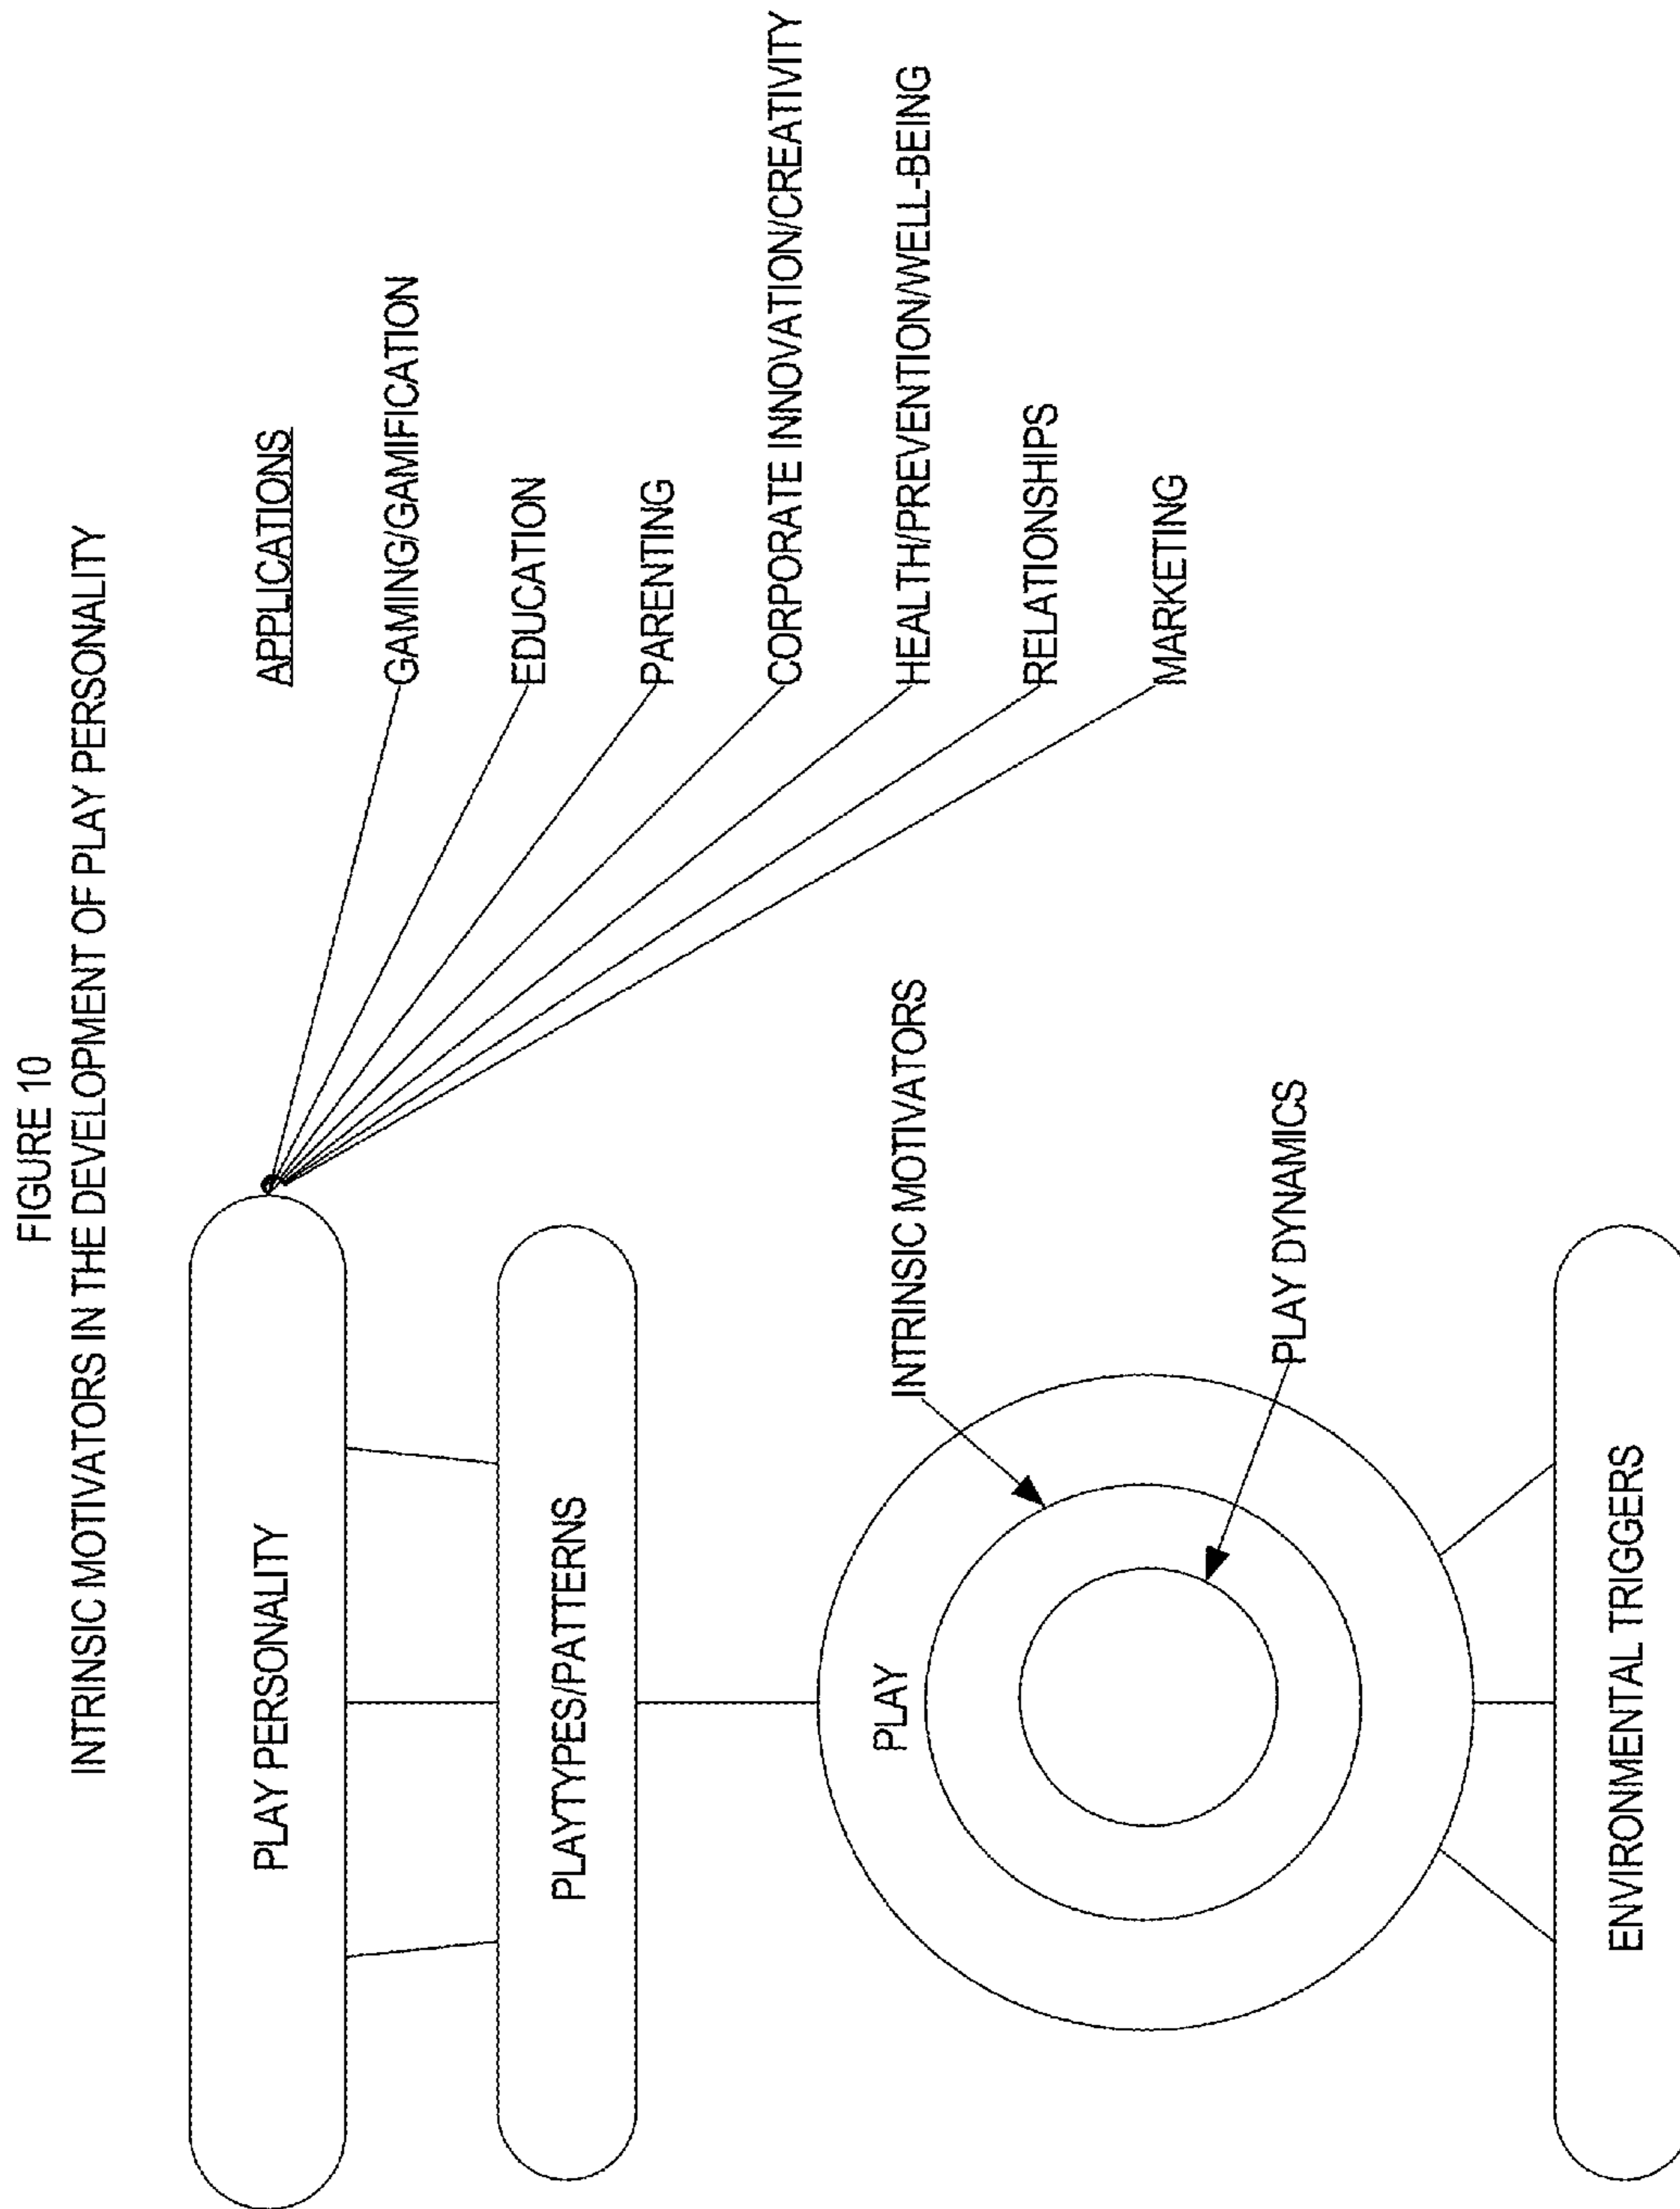 FIGURE 10
INTRINSIC MOTIVATORS IN THE DEVELOPMENT OF PLAY PERSONALITY
PLAY PERSONALITY
PLAYTYPES/PATTERNS
PLAY
INTRINSIC MOTIVATORS
PLAY DYNAMICS
ENVIRONMENTAL TRIGGERS
APPLICATIONS
GAMING/GAMIFICATION
EDUCATION
PARENTING
CORPORATE INNOVATION/CREATIVITY
HEALTH/PREVENTION/WELL-BEING
RELATIONSHIPS
MARKETING